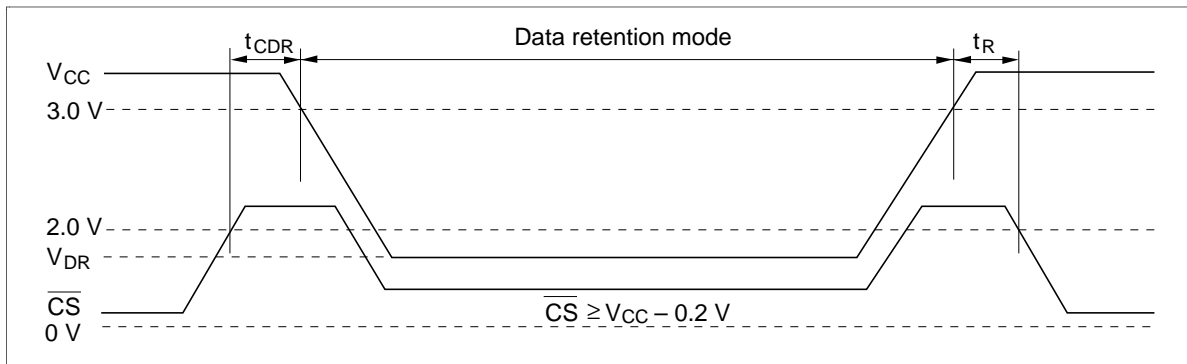 tCDR Data retention mode tR
VCC
3.0 V
2.0 V
VDR
CS
CS ≥ VCC – 0.2 V
0 V